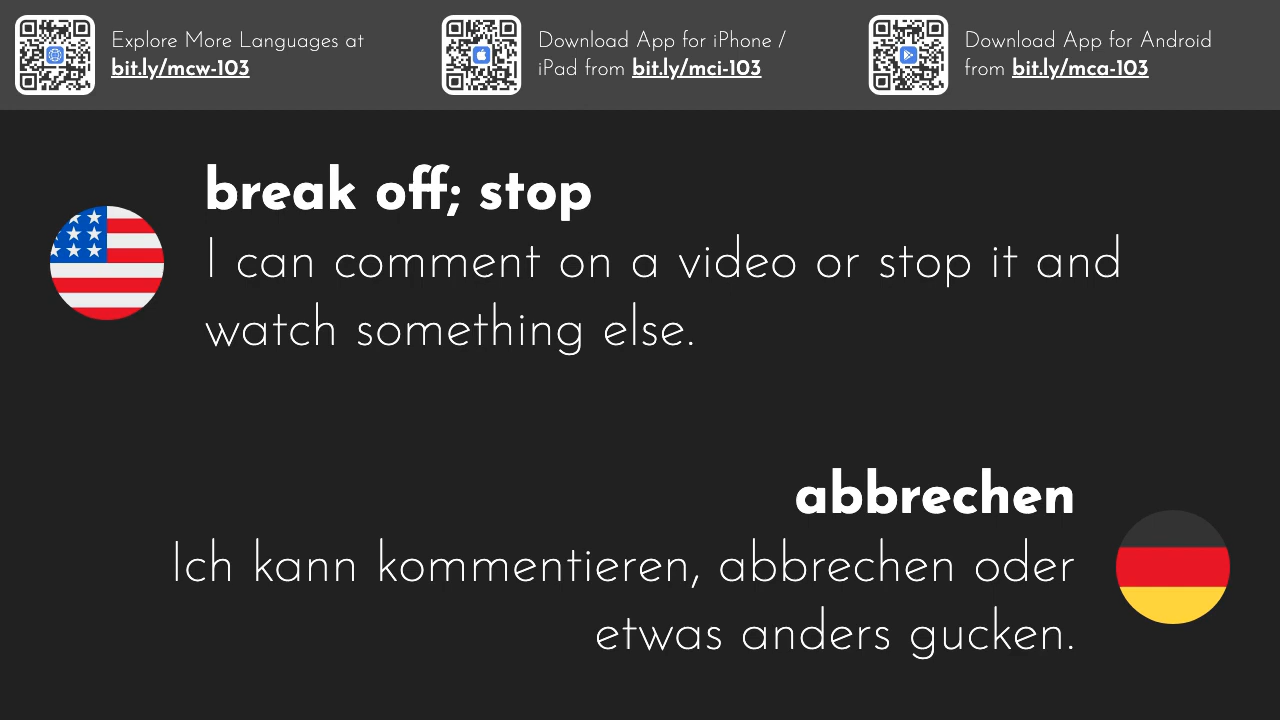 Explore More Languages at
bit.ly/mcw-103
Download App for iPhone /
iPad from bit.ly/mci-103
Download App for Android
from bit.ly/mca-103
break off; stop
I can comment on a video or stop it and
watch something else.
abbrechen
Ich kann kommentieren, abbrechen oder
etwas anders gucken.